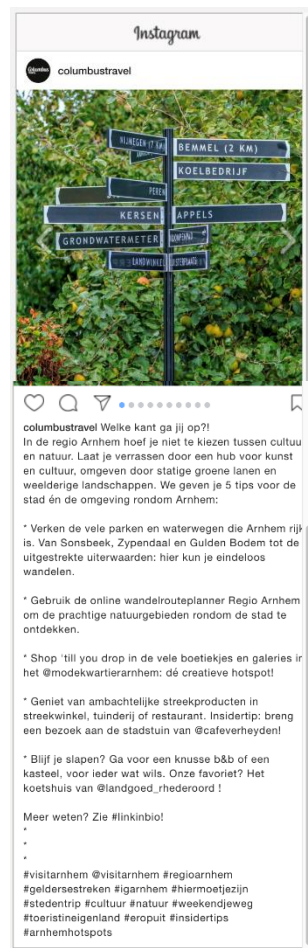 Instagram
columbustravel
NIJMEGEN (17 KM)
BEMMEL (2 KM)
KOELBEDRIJF
PEREN
KERSEN
APPELS
GRONDWATERMETER
KLOMPENPAD
LANDWINKEL
columbustravel Welke kant ga jij op?!
In de regio Arnhem hoef je niet te kiezen tussen cultuu
en natuur. Laat je verrassen door een hub voor kunst
en cultuur, omgeven door statige groene lanen en
weelderige landschappen. We geven je 5 tips voor de
stad én de omgeving rondom Arnhem:
* Verken de vele parken en waterwegen die Arnhem rijk
is. Van Sonsbeek, Zypendaal en Gulden Bodem tot de
uitgestrekte uiterwaarden: hier kun je eindeloos
wandelen.
* Gebruik de online wandelrouteplanner Regio Arnhem
om de prachtige natuurgebieden rondom de stad te
ontdekken.
* Shop 'till you drop in de vele boetiekjes en galeries in
het @modekwartierarnhem: dé creatieve hotspot!
* Geniet van ambachtelijke streekproducten in
streekwinkel, tuinderij of restaurant. Insidertip: breng
een bezoek aan de stadstuin van @cafeverheyden!
* Blijf je slapen? Ga voor een knusse b&b of een
kasteel, voor ieder wat wils. Onze favoriet? Het
koetshuis van @landgoed_rhederoord !
Meer weten? Zie #linkinbio!
*
*
*
#visitarnhem @visitarnhem #regioarnhem
#geldersestreken #igarnhem #hiermoetjezijn
#stedentrip #cultuur #natuur #weekendjeweg
#toeristineigenland #eropuit #insidertips
#arnhemhotspots